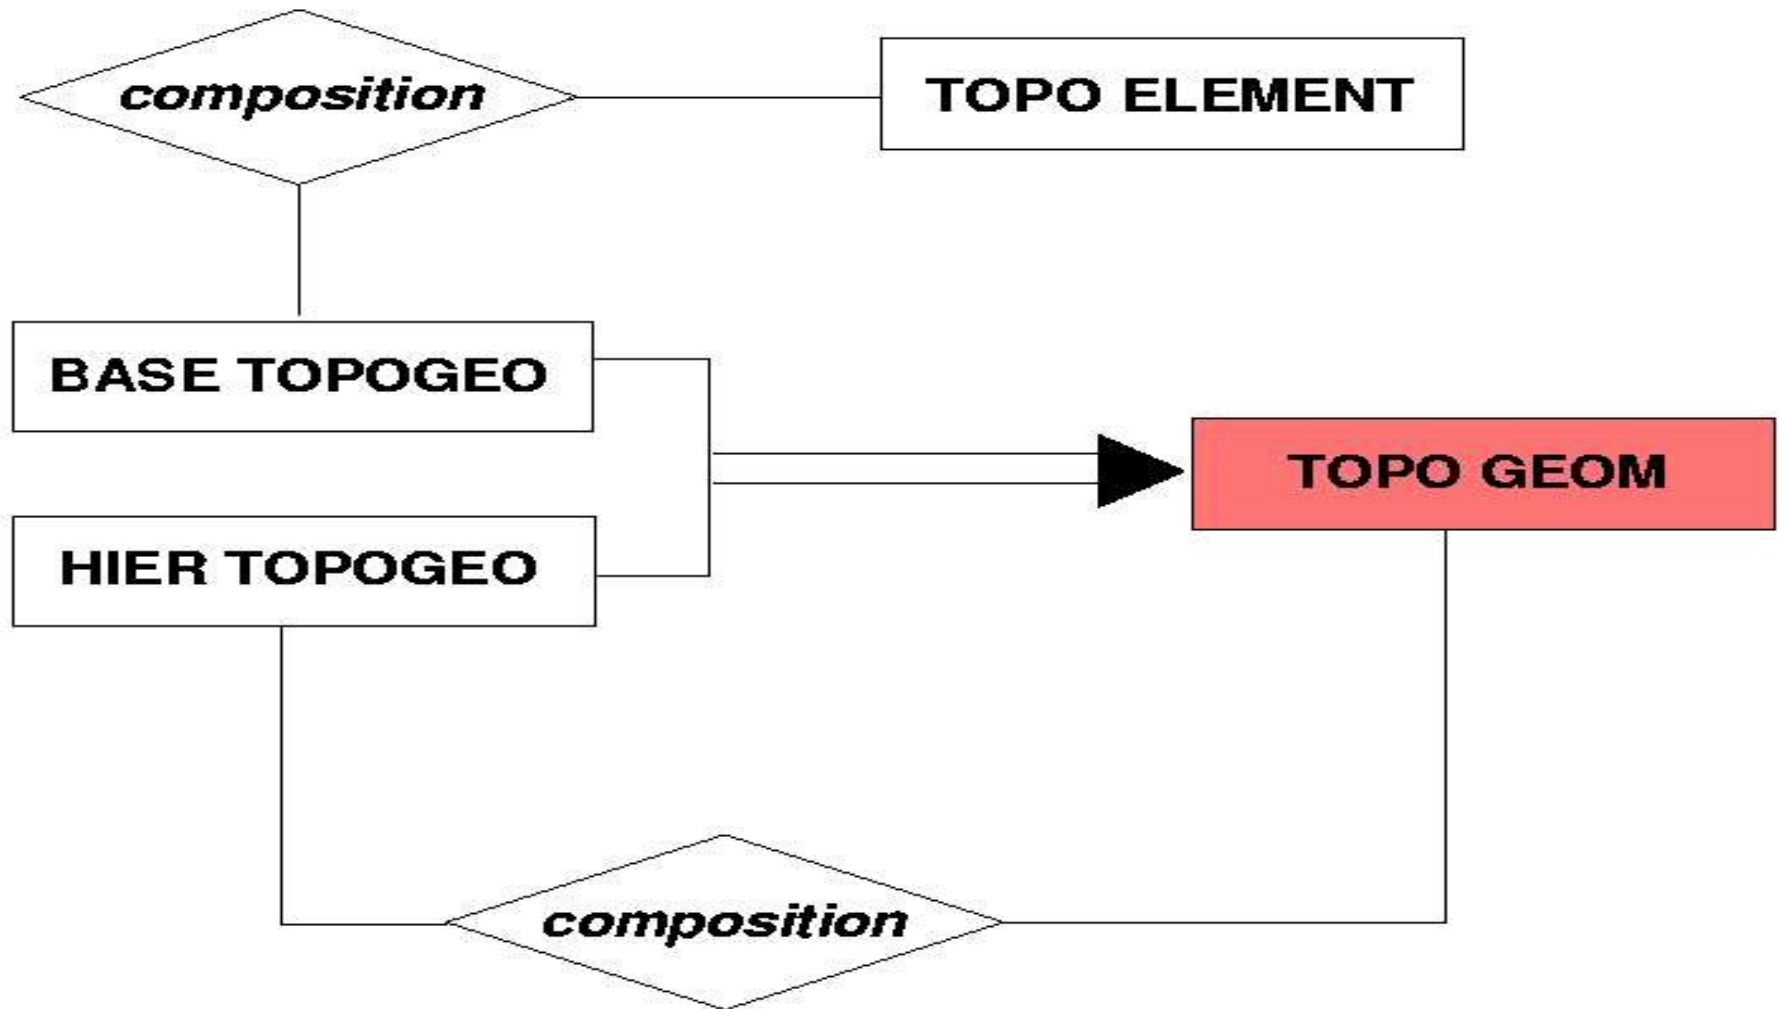 composition
TOPO ELEMENT
BASE TOPOGEO
TOPO GEOM
HIER TOPOGEO
composition